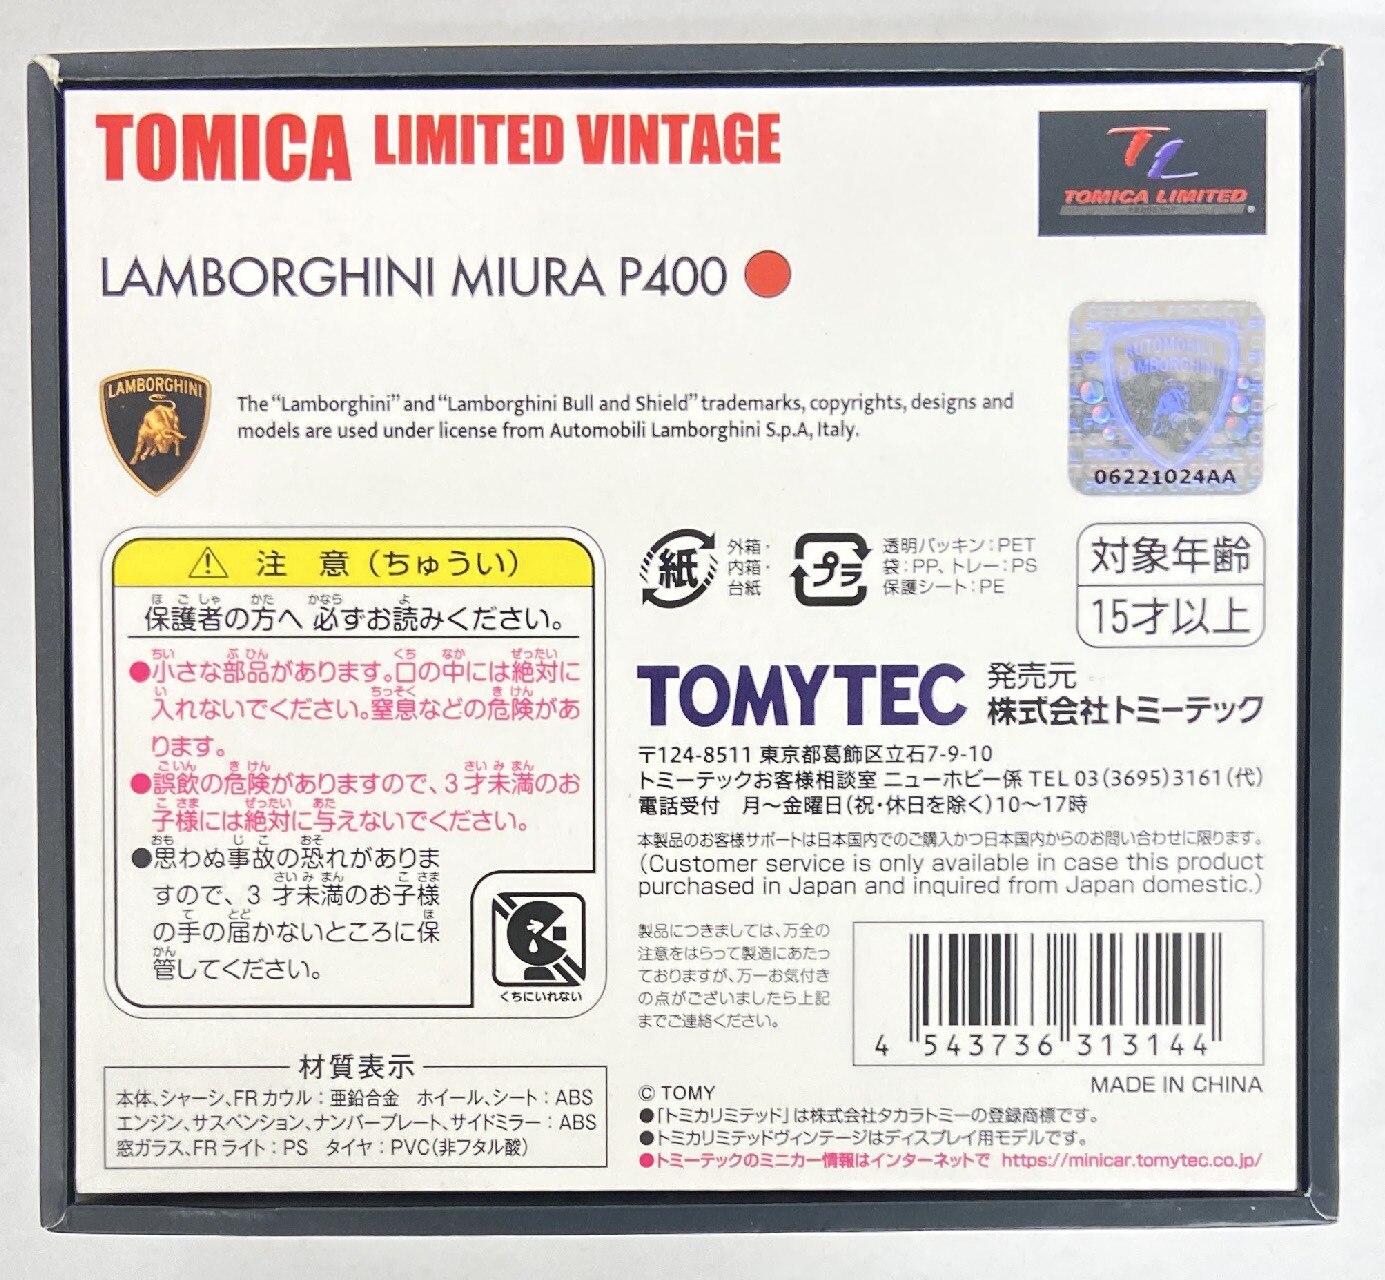 TOMICA LIMITED VINTAGE
TL
TOMICA LIMITED
LAMBORGHINI MIURA P400
LAMBORGHINI
The “Lamborghini” and “Lamborghini Bull and Shield” trademarks, copyrights, designs and
models are used under license from Automobili Lamborghini S.p.A, Italy.
OFFICIAL PRODUCT
AUTOMOBILI
LAMBORGHINI
06221024AA
注 意(ちゅうい)
保護者の方へ 必ずお読みください。
●小さな部品があります。口の中には絶対に
入れないでください。窒息などの危険があ
ります。
●誤飲の危険がありますので、3才未満のお
子様には絶対に与えないでください。
●思わぬ事故の恐れがありま
すので、3才未満のお子様
の手の届かないところに保
管してください。
くちにいれない
紙
外箱・
内箱・
台紙
プラ
透明パッキン:PET
袋:PP、トレー:PS
保護シート:PE
対象年齢
15才以上
TOMYTEC
発売元
株式会社トミーテック
〒124-8511 東京都葛飾区立石7-9-10
トミーテックお客様相談室 ニューホビー係 TEL 03(3695)3161(代)
電話受付 月〜金曜日(祝・休日を除く)10〜17時
本製品のお客様サポートは日本国内でのご購入かつ日本国内からのお問い合わせに限ります。
(Customer service is only available in case this product
purchased in Japan and inquired from Japan domestic.)
製品につきましては、万全の
注意をはらって製造にあたっ
ておりますが、万一お気付き
の点がございましたら上記
までご連絡ください。
4 543736 313144
MADE IN CHINA
材質表示
本体、シャーシ、FRカウル:亜鉛合金 ホイール、シート:ABS
エンジン、サスペンション、ナンバープレート、サイドミラー:ABS
窓ガラス、FRライト:PS タイヤ:PVC(非フタル酸)
© TOMY
●「トミカリミテッド」は株式会社タカラトミーの登録商標です。
●トミカリミテッドヴィンテージはディスプレイ用モデルです。
●トミーテックのミニカー情報はインターネットで https://minicar.tomytec.co.jp/